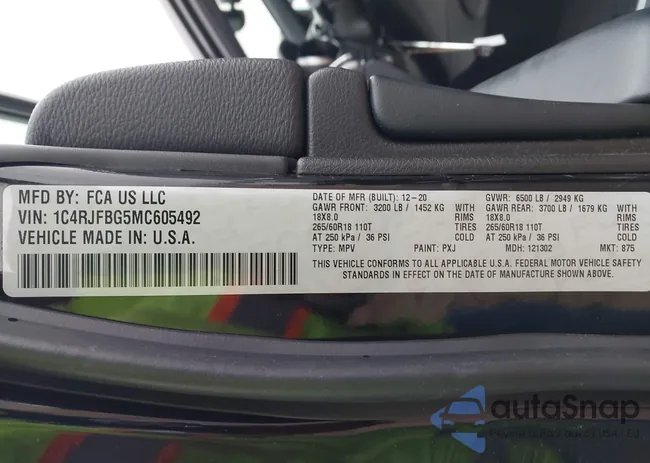 MFD BY: FCA US LLC
VIN: 1C4RJFBG5MC605492
VEHICLE MADE IN: U.S.A.
DATE OF MFR (BUILT): 12-20
GAWR FRONT: 3200 LB / 1452 KG WITH
18X8.0 RIMS
265/60R18 110T TIRES
AT 250 kPa / 36 PSI COLD
TYPE: MPV PAINT: PXJ
GVWR: 6500 LB / 2949 KG
GAWR REAR: 3700 LB / 1679 KG WITH
18X8.0 RIMS
265/60R18 110T TIRES
AT 250 kPa / 36 PSI COLD
MDH: 121302 MKT: 875
THIS VEHICLE CONFORMS TO ALL APPLICABLE U.S.A. FEDERAL MOTOR VEHICLE SAFETY
STANDARDS IN EFFECT ON THE DATE OF MANUFACTURE SHOWN ABOVE.
autoSnap